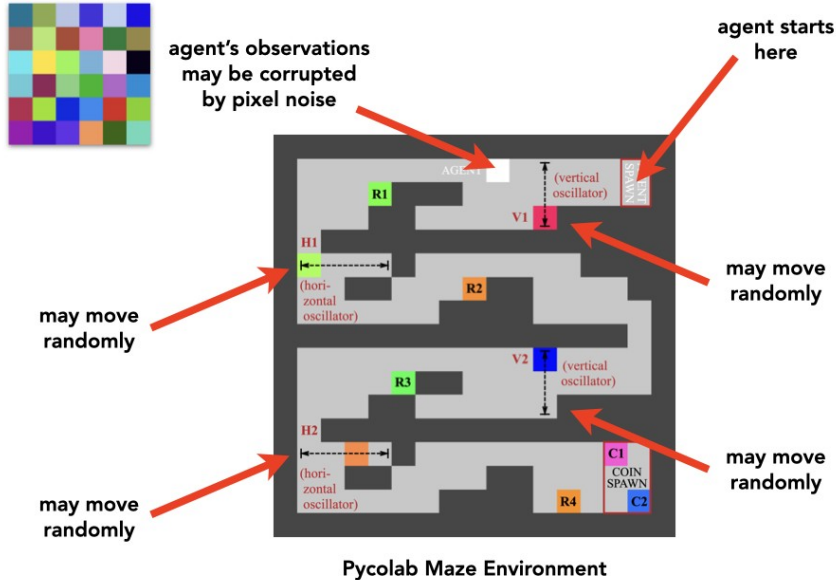 agent's observations
may be corrupted
by pixel noise
agent starts
here
AGENT
AGENT
SPAWN
R1
(vertical
oscillator)
V1
H1
(hori-
zontal
oscillator)
R2
may move
randomly
may move
randomly
V2
(vertical
oscillator)
R3
H2
(hori-
zontal
oscillator)
C1
COIN
SPAWN
R4
C2
may move
randomly
may move
randomly
Pycolab Maze Environment